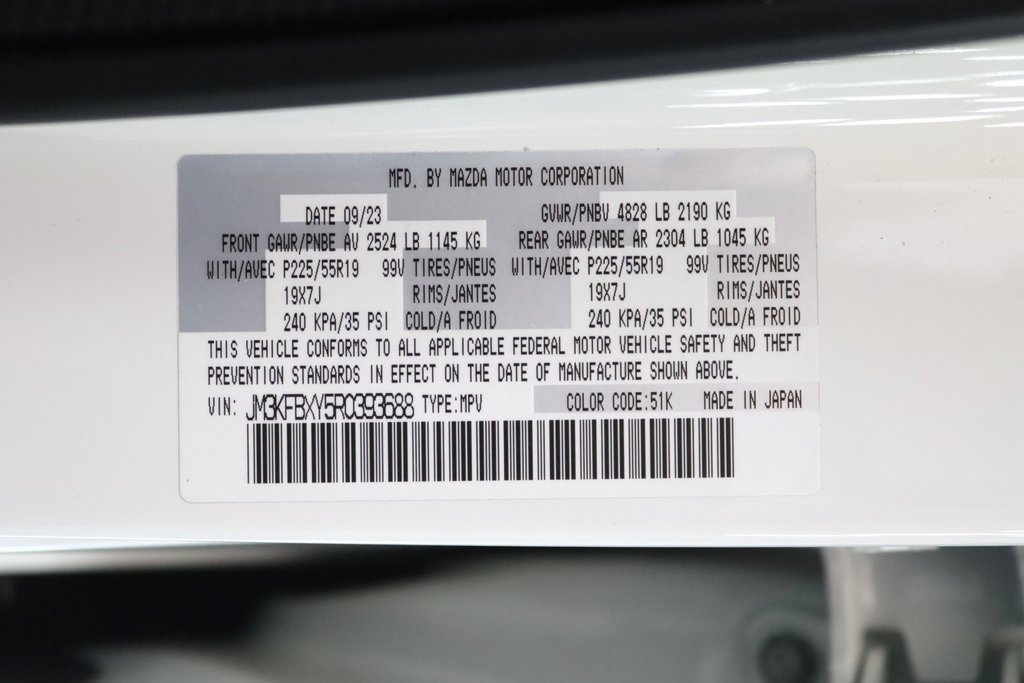 MFD. BY MAZDA MOTOR CORPORATION
DATE 09/23 GVWR/PNBV 4828 LB 2190 KG
FRONT GAWR/PNBE AV 2524 LB 1145 KG REAR GAWR/PNBE AR 2304 LB 1045 KG
WITH/AVEC P225/55R19 99V TIRES/PNEUS WITH/AVEC P225/55R19 99V TIRES/PNEUS
19X7J RIMS/JANTES 19X7J RIMS/JANTES
240 KPA/35 PSI COLD/A FROID 240 KPA/35 PSI COLD/A FROID
THIS VEHICLE CONFORMS TO ALL APPLICABLE FEDERAL MOTOR VEHICLE SAFETY AND THEFT
PREVENTION STANDARDS IN EFFECT ON THE DATE OF MANUFACTURE SHOWN ABOVE.
VIN: JM3KFBXY5R0393688 TYPE:MPV COLOR CODE:51K MADE IN JAPAN